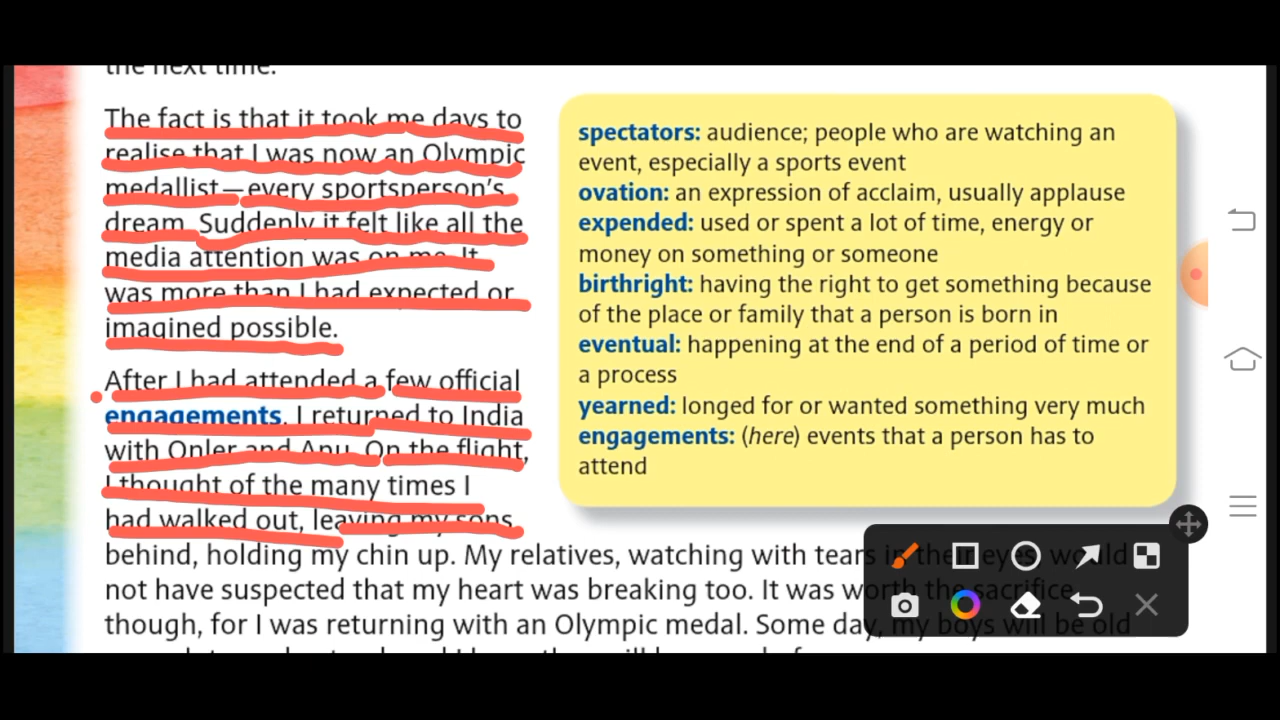 the next time.
The fact is that it took me days to
realise that I was now an Olympic
medallist—every sportsperson's
dream. Suddenly it felt like all the
media attention was on me. It
was more than I had expected or
imagined possible.
After I had attended a few official
engagements, I returned to India
with Onler and Anu. On the flight,
I thought of the many times I
had walked out, leaving my sons
behind, holding my chin up. My relatives, watching with tears in their eyes, would
not have suspected that my heart was breaking too. It was worth the sacrifice
though, for I was returning with an Olympic medal. Some day, my boys will be old
spectators: audience; people who are watching an
event, especially a sports event
ovation: an expression of acclaim, usually applause
expended: used or spent a lot of time, energy or
money on something or someone
birthright: having the right to get something because
of the place or family that a person is born in
eventual: happening at the end of a period of time or
a process
yearned: longed for or wanted something very much
engagements: (here) events that a person has to
attend